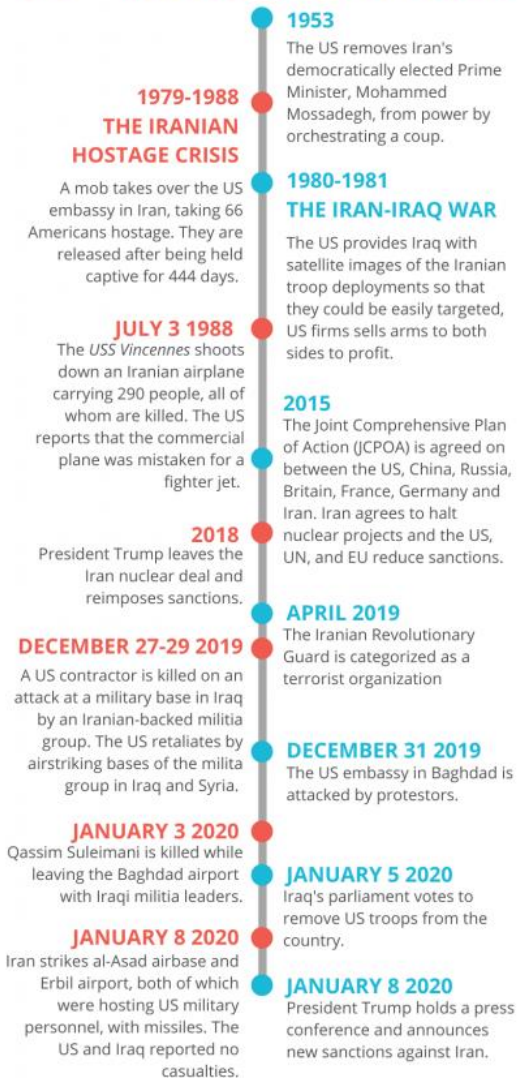 1953
The US removes Iran's
democratically elected Prime
Minister, Mohammed
Mossadegh, from power by
orchestrating a coup.
1979-1988
THE IRANIAN
HOSTAGE CRISIS
A mob takes over the US
embassy in Iran, taking 66
Americans hostage. They are
released after being held
captive for 444 days.
1980-1981
THE IRAN-IRAQ WAR
The US provides Iraq with
satellite images of the Iranian
troop deployments so that
they could be easily targeted,
US firms sells arms to both
sides to profit.
JULY 3 1988
The USS Vincennes shoots
down an Iranian airplane
carrying 290 people, all of
whom are killed. The US
reports that the commercial
plane was mistaken for a
fighter jet.
2015
The Joint Comprehensive Plan
of Action (JCPOA) is agreed on
between the US, China, Russia,
Britain, France, Germany and
Iran. Iran agrees to halt
nuclear projects and the US,
UN, and EU reduce sanctions.
2018
President Trump leaves the
Iran nuclear deal and
reimposes sanctions.
APRIL 2019
The Iranian Revolutionary
Guard is categorized as a
terrorist organization
DECEMBER 27-29 2019
A US contractor is killed on an
attack at a military base in Iraq
by an Iranian-backed militia
group. The US retaliates by
airstriking bases of the milita
group in Iraq and Syria.
DECEMBER 31 2019
The US embassy in Baghdad is
attacked by protestors.
JANUARY 3 2020
Qassim Suleimani is killed while
leaving the Baghdad airport
with Iraqi militia leaders.
JANUARY 5 2020
Iraq's parliament votes to
remove US troops from the
country.
JANUARY 8 2020
Iran strikes al-Asad airbase and
Erbil airport, both of which
were hosting US military
personnel, with missiles. The
US and Iraq reported no
casualties.
JANUARY 8 2020
President Trump holds a press
conference and announces
new sanctions against Iran.